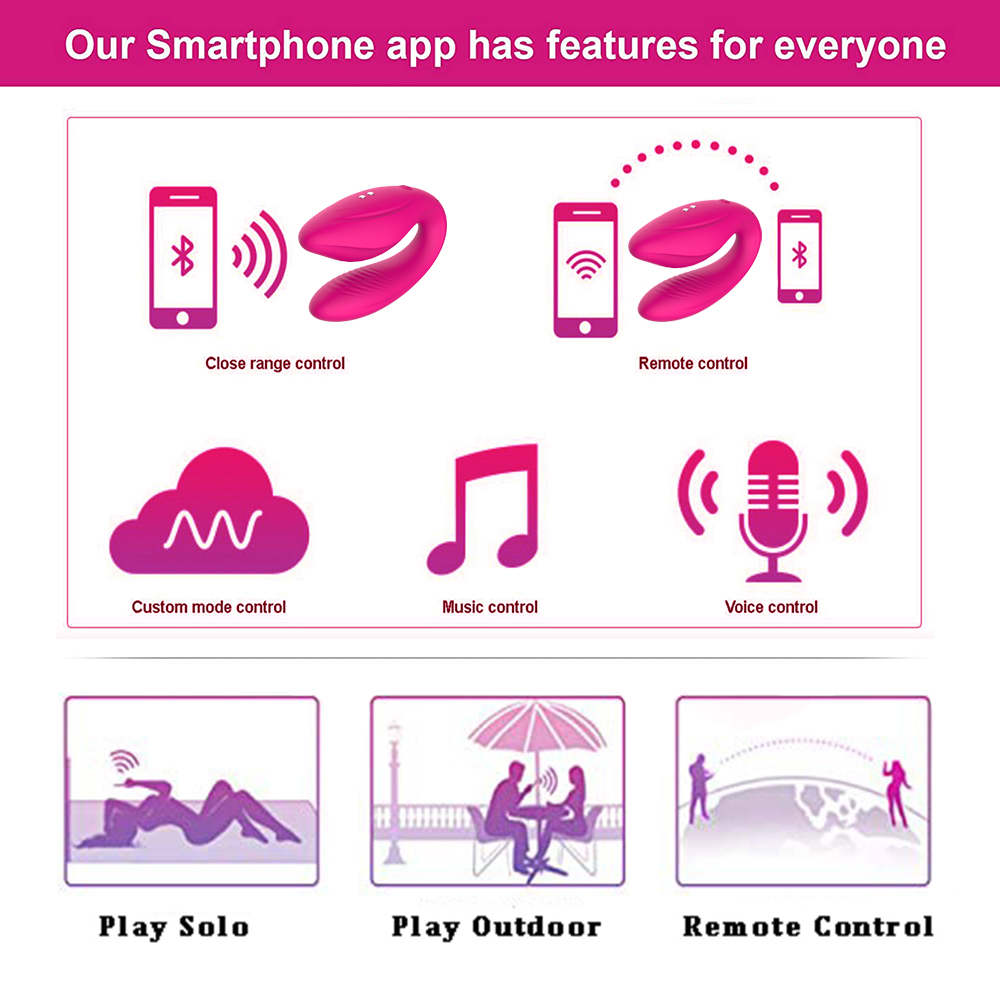 Our Smartphone app has features for everyone
Close range control
Remote control
Custom mode control
Music control
Voice control
Play Solo
Play Outdoor
Remote Control